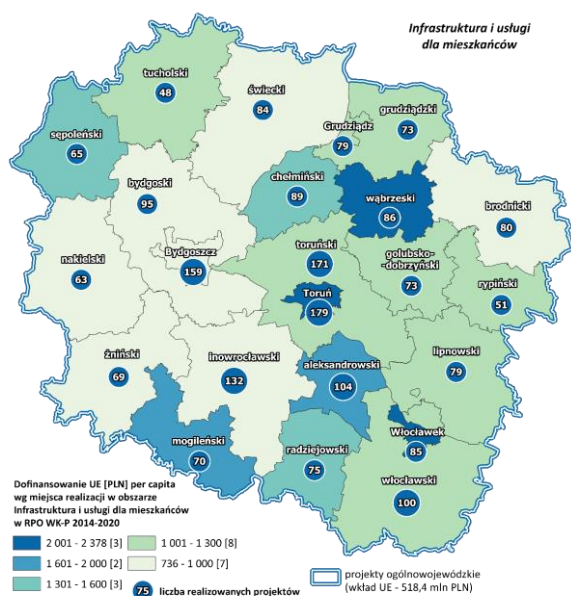 Infrastruktura i usługi
dla mieszkańców
tucholski
48
świecki
84
grudziądzki
73
Grudziądz
79
sępoleński
65
chełmiński
89
wąbrzeski
86
bydgoski
95
brodnicki
80
Bydgoszcz
159
toruński
171
golubsko-
-dobrzyński
73
nakielski
63
rypiński
51
Toruń
179
żniński
69
inowrocławski
132
aleksandrowski
104
lipnowski
79
mogileński
70
radziejowski
75
Włocławek
85
włocławski
100
Dofinansowanie UE [PLN] per capita
wg miejsca realizacji w obszarze
Infrastruktura i usługi dla mieszkańców
w RPO WK-P 2014-2020
2 001 - 2 378 [3]
1 601 - 2 000 [2]
1 301 - 1 600 [3]
1 001 - 1 300 [8]
736 - 1 000 [7]
75 liczba realizowanych projektów
projekty ogólnowojewódzkie
(wkład UE - 518,4 mln PLN)